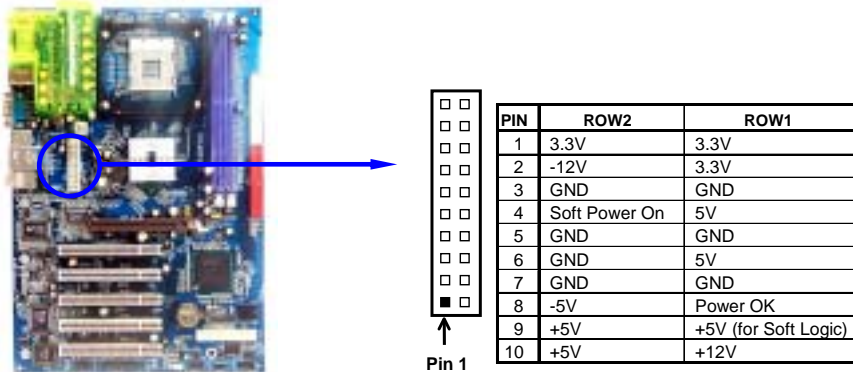 PIN ROW2 ROW1
1 3.3V 3.3V
2 -12V 3.3V
3 GND GND
4 Soft Power On 5V
5 GND GND
6 GND 5V
7 GND GND
8 -5V Power OK
9 +5V +5V (for Soft Logic)
10 +5V +12V
Pin 1